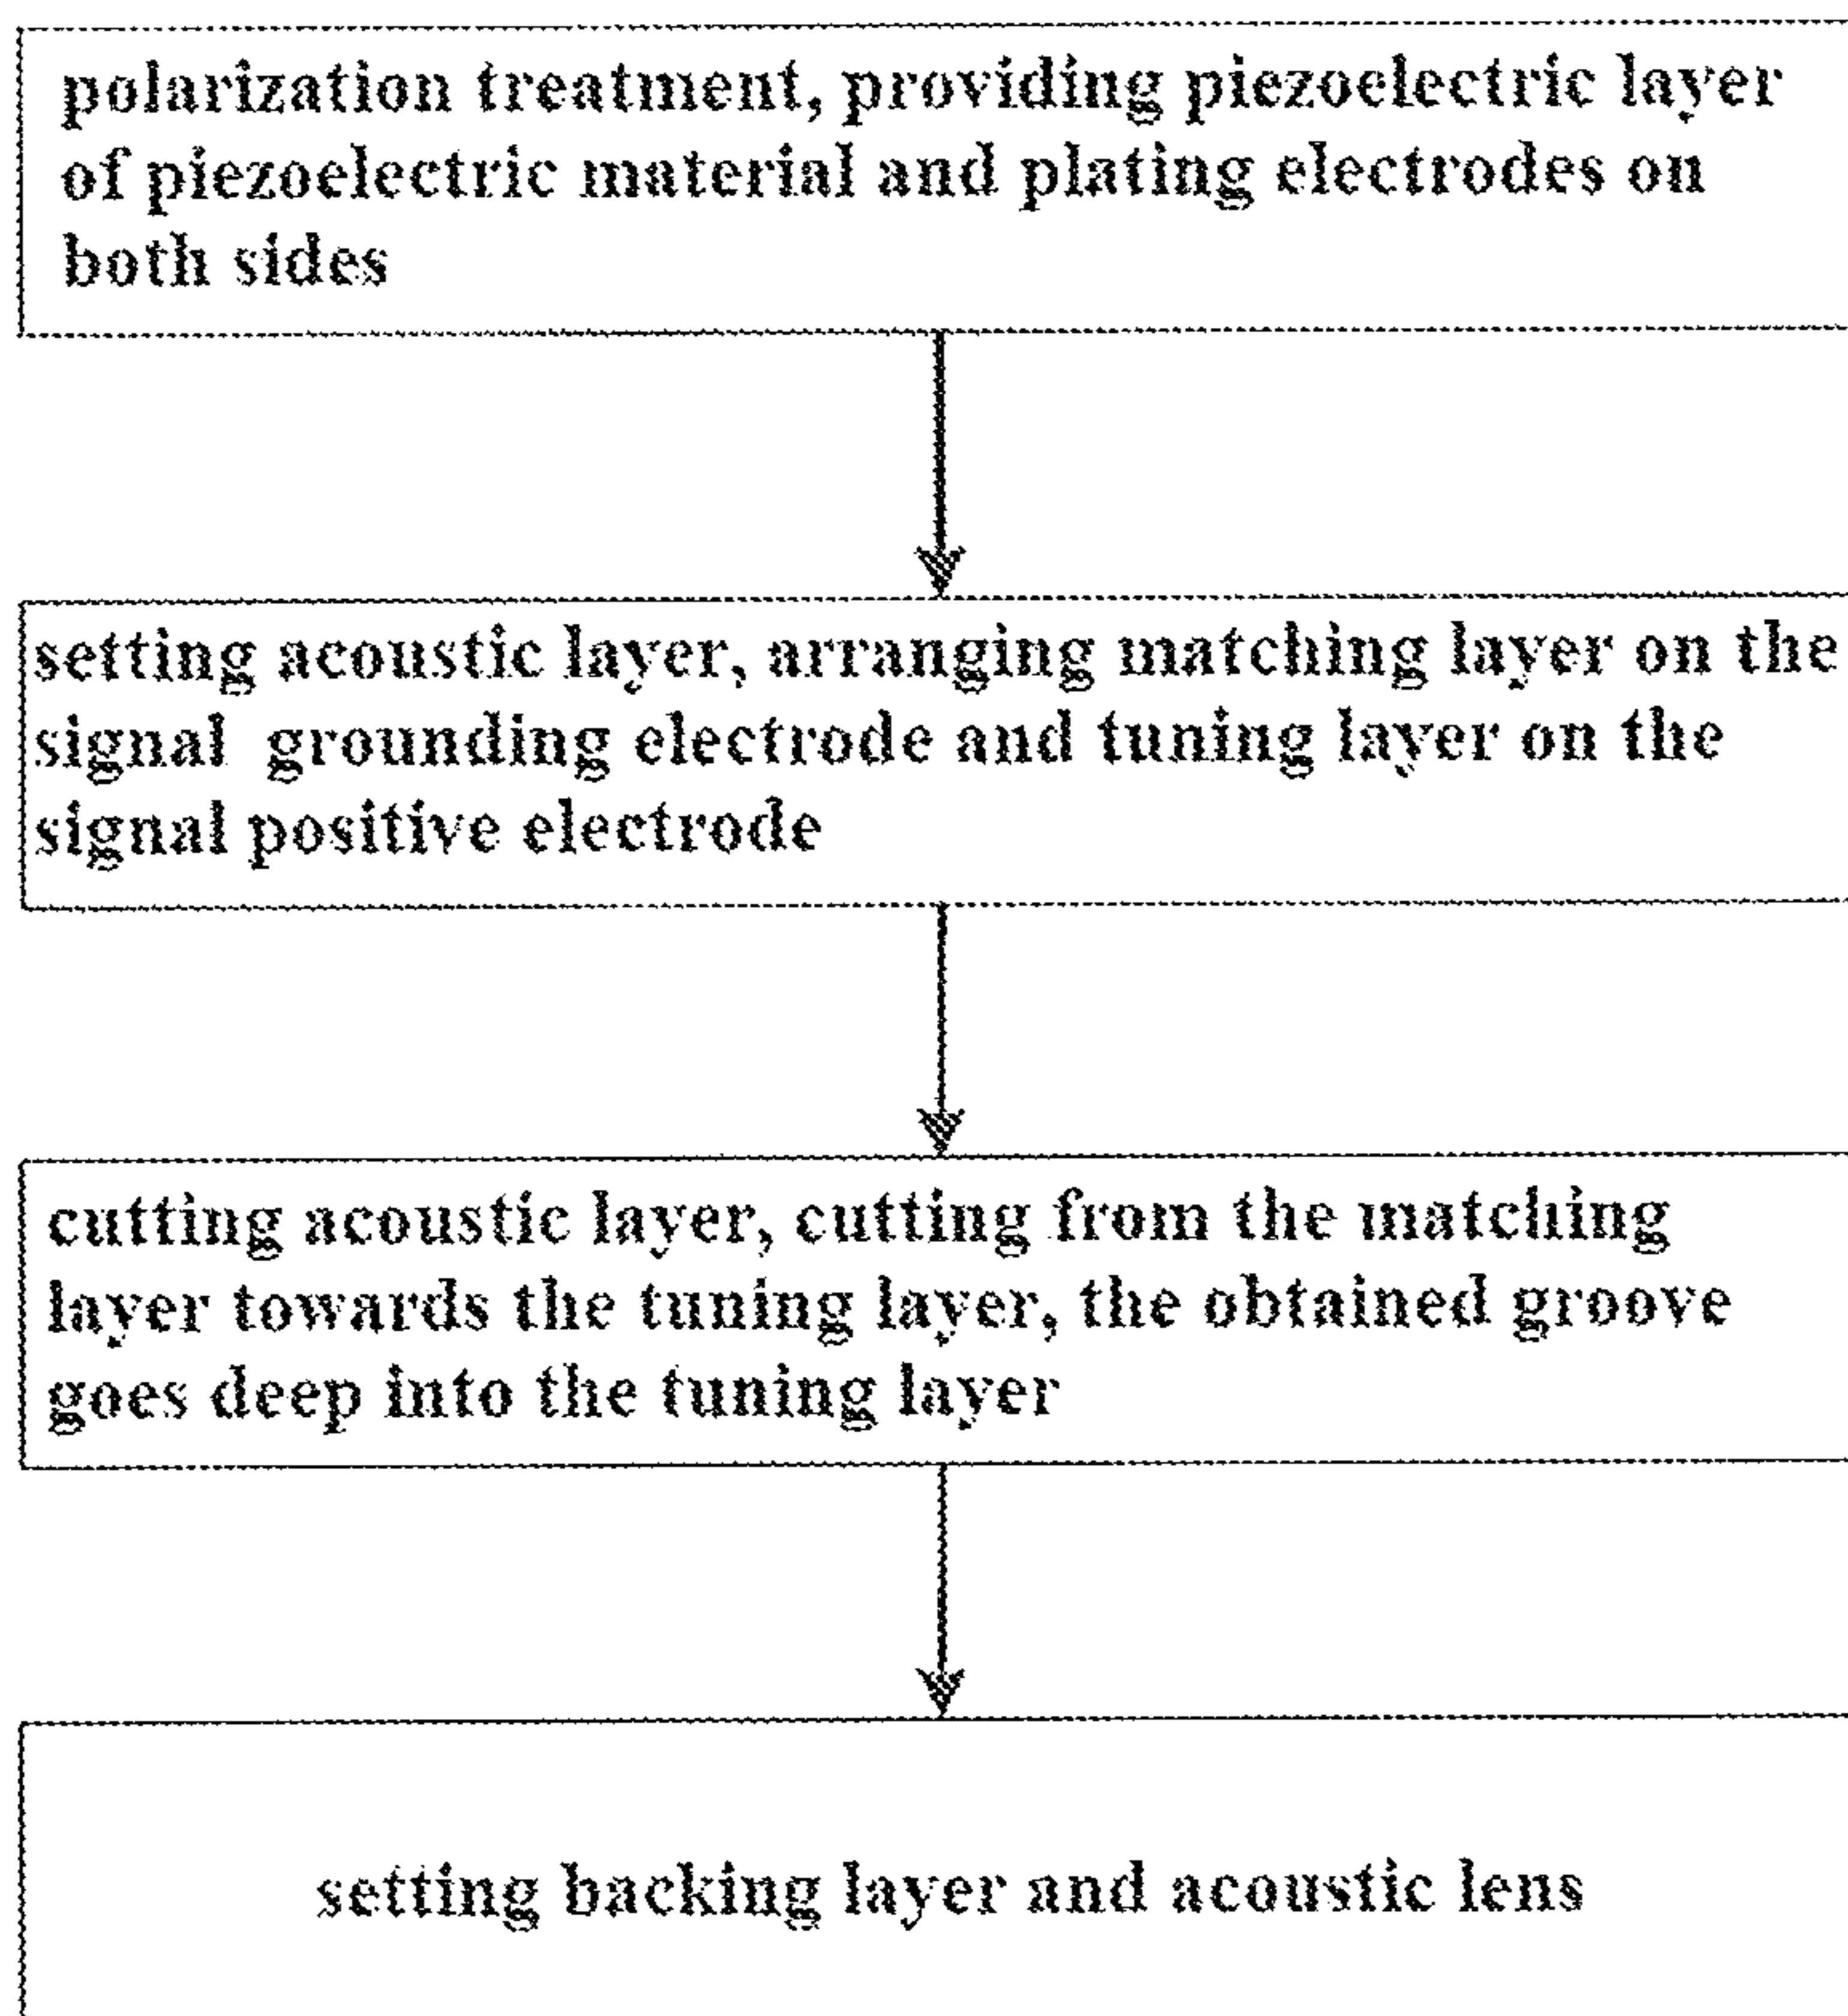 polarization treatment, providing piezoelectric layer
of piezoelectric material and plating electrodes on
both sides
setting acoustic layer, arranging matching layer on the
signal grounding electrode and tuning layer on the
signal positive electrode
cutting acoustic layer, cutting from the matching
layer towards the tuning layer, the obtained groove
goes deep into the tuning layer
setting backing layer and acoustic lens